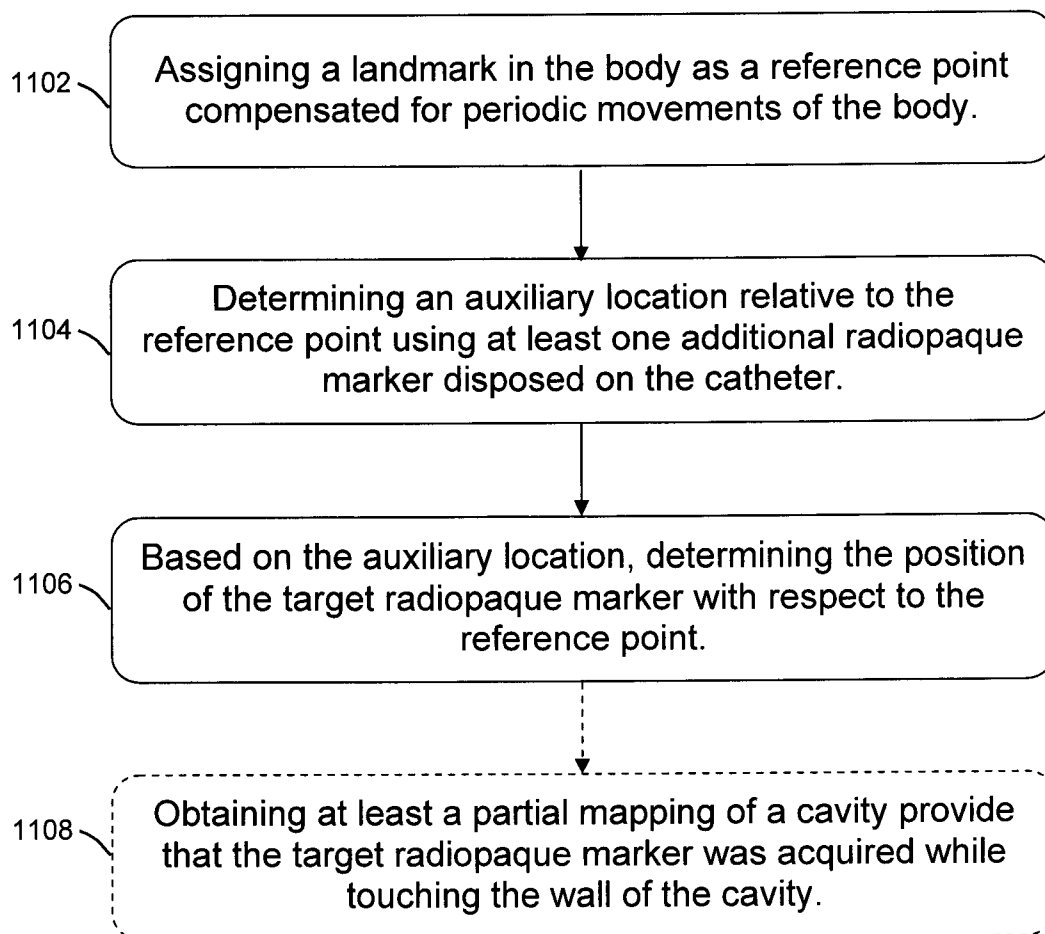 1102
Assigning a landmark in the body as a reference point
compensated for periodic movements of the body.
1104
Determining an auxiliary location relative to the
reference point using at least one additional radiopaque
marker disposed on the catheter.
1106
Based on the auxiliary location, determining the position
of the target radiopaque marker with respect to the
reference point.
1108
Obtaining at least a partial mapping of a cavity provide
that the target radiopaque marker was acquired while
touching the wall of the cavity.